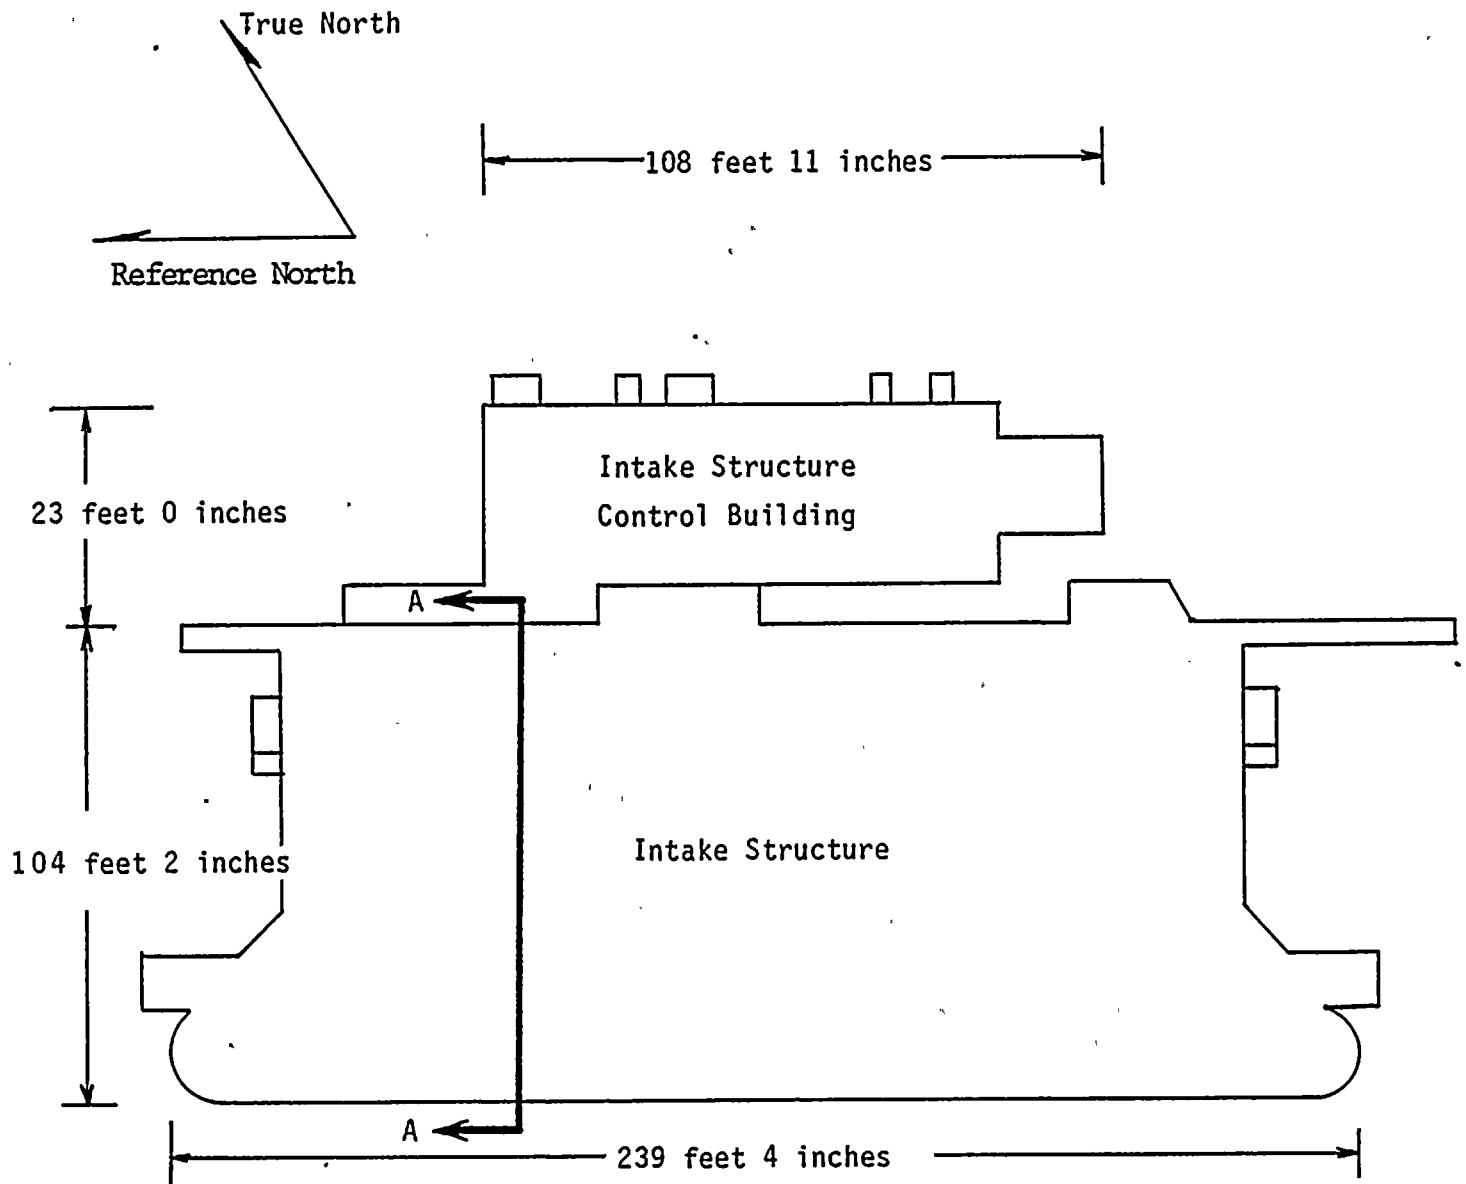 True North
108 feet 11 inches
Reference North
Intake Structure
23 feet 0 inches
Control Building
A
104 feet 2 inches
Intake Structure
A
239 feet 4 inches